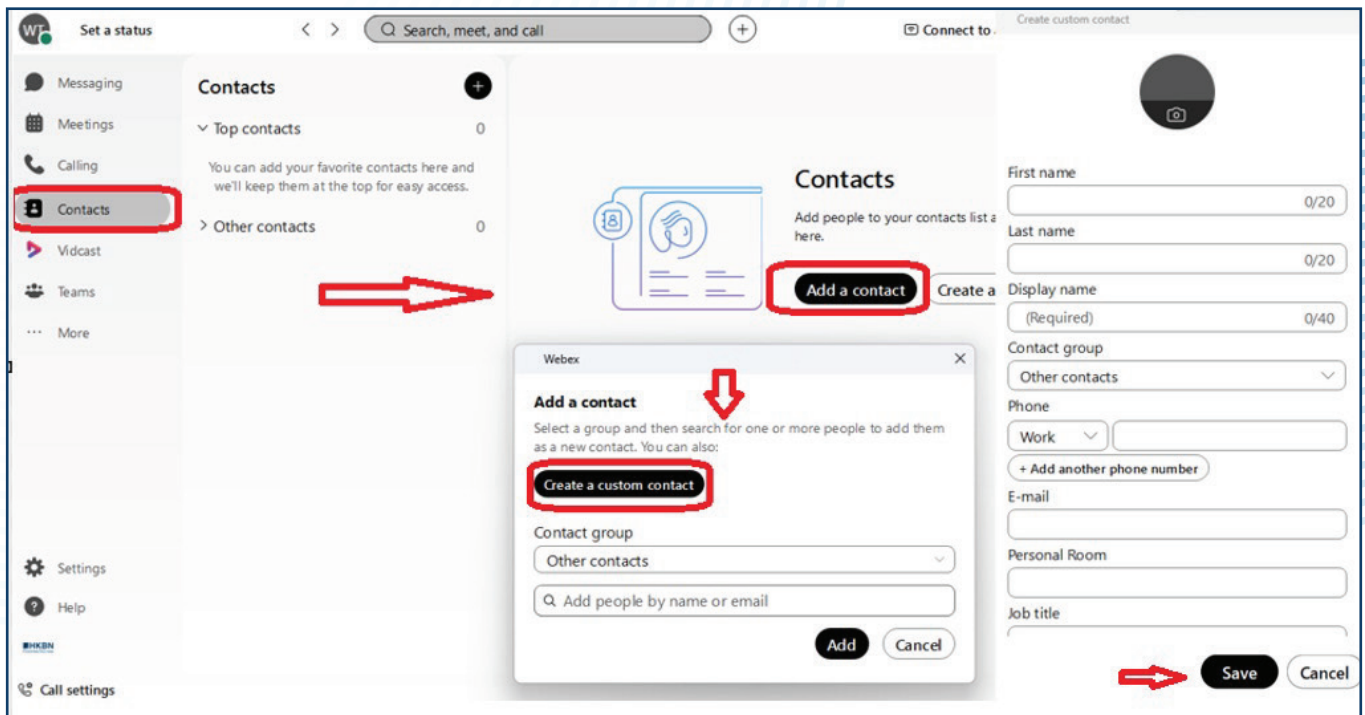 WT Set a status
Search, meet, and call
Connect to
Messaging
Meetings
Calling
Contacts
Vidcast
Teams
More
Settings
Help
HKBN
Call settings
Contacts
Top contacts 0
You can add your favorite contacts here and
we'll keep them at the top for easy access.
Other contacts 0
Contacts
Add people to your contacts list a
here.
Add a contact Create a
Webex
Add a contact
Select a group and then search for one or more people to add them
as a new contact. You can also:
Create a custom contact
Contact group
Other contacts
Add people by name or email
Add Cancel
Create custom contact
First name
0/20
Last name
0/20
Display name
(Required) 0/40
Contact group
Other contacts
Phone
Work
+ Add another phone number
E-mail
Personal Room
Job title
Save Cancel